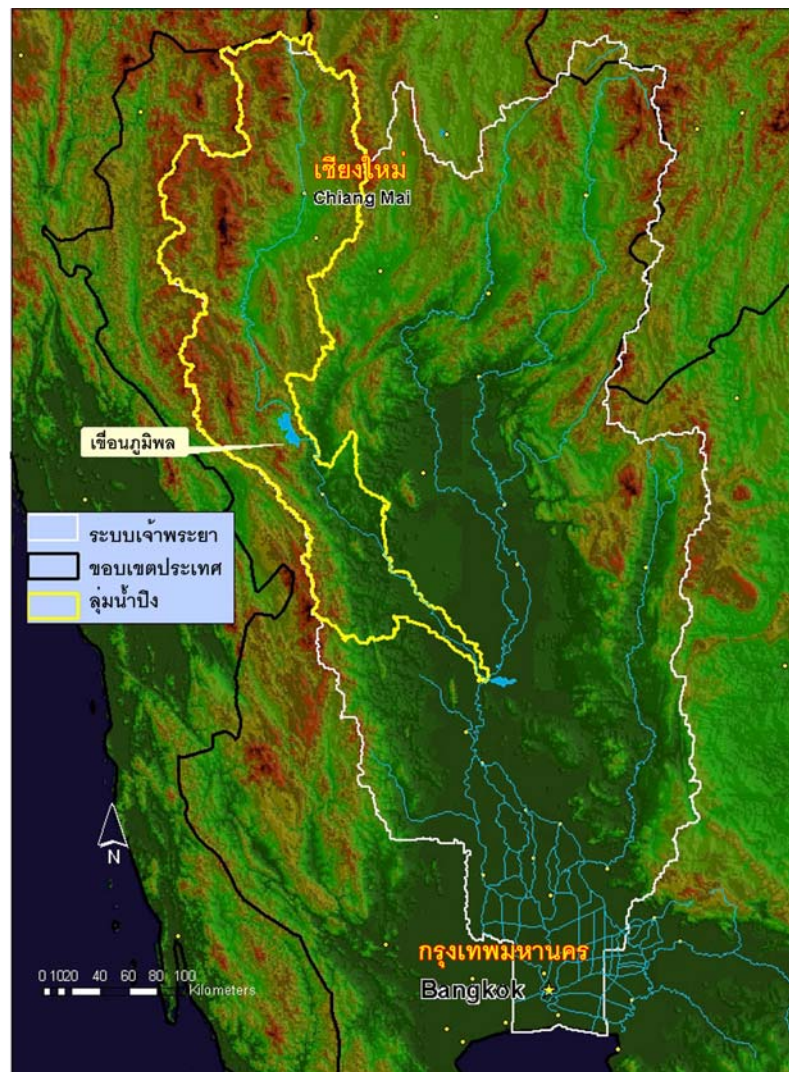 เชียงใหม่
Chiang Mai
เขื่อนภูมิพล
ระบบเจ้าพระยา
ขอบเขตประเทศ
ลุ่มน้ำปิง
N
กรุงเทพมหานคร
Bangkok
0 10 20 40 60 80 100
Kilometers